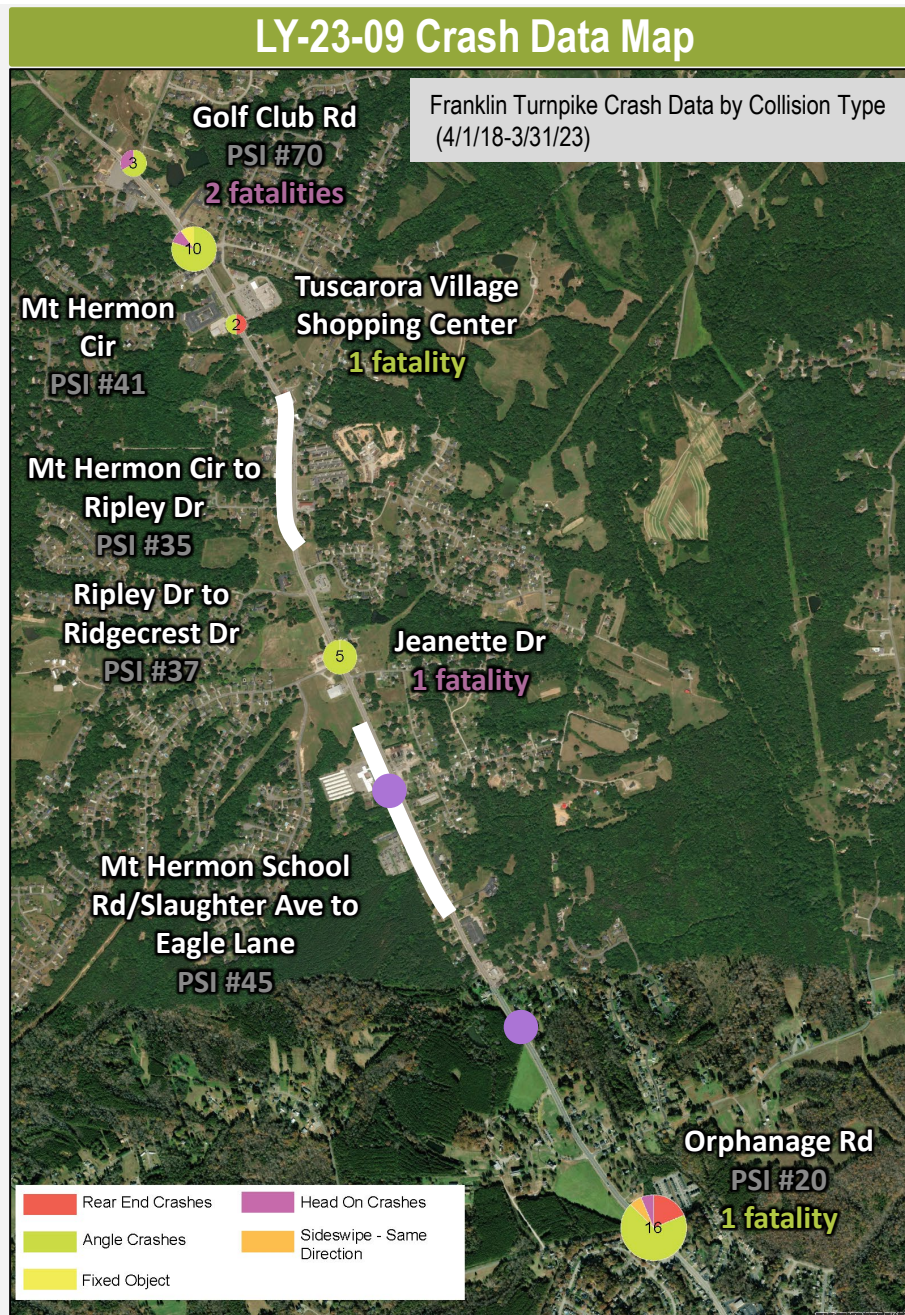 LY-23-09 Crash Data Map
Franklin Turnpike Crash Data by Collision Type
(4/1/18-3/31/23)
Golf Club Rd
PSI #70
2 fatalities
3
10
Mt Hermon
Cir
PSI #41
2
Tuscarora Village
Shopping Center
1 fatality
Mt Hermon Cir to
Ripley Dr
PSI #35
Ripley Dr to
Ridgecrest Dr
PSI #37
5
Jeanette Dr
1 fatality
Mt Hermon School
Rd/Slaughter Ave to
Eagle Lane
PSI #45
Orphanage Rd
PSI #20
1 fatality
16
Rear End Crashes
Angle Crashes
Fixed Object
Head On Crashes
Sideswipe - Same
Direction